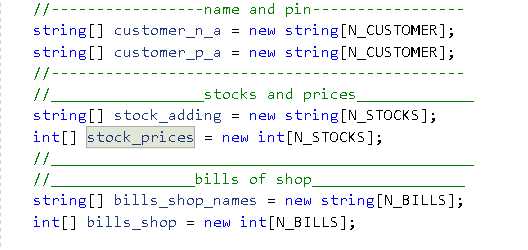 //-----------------name and pin-----------------
string[] customer_n_a = new string[N_CUSTOMER];
string[] customer_p_a = new string[N_CUSTOMER];
//----------------------------------------------
//_________________stocks and prices_____________
string[] stock_adding = new string[N_STOCKS];
int[] stock_prices = new int[N_STOCKS];
//_______________________________________________
//________________bills of shop_________________
string[] bills_shop_names = new string[N_BILLS];
int[] bills_shop = new int[N_BILLS];